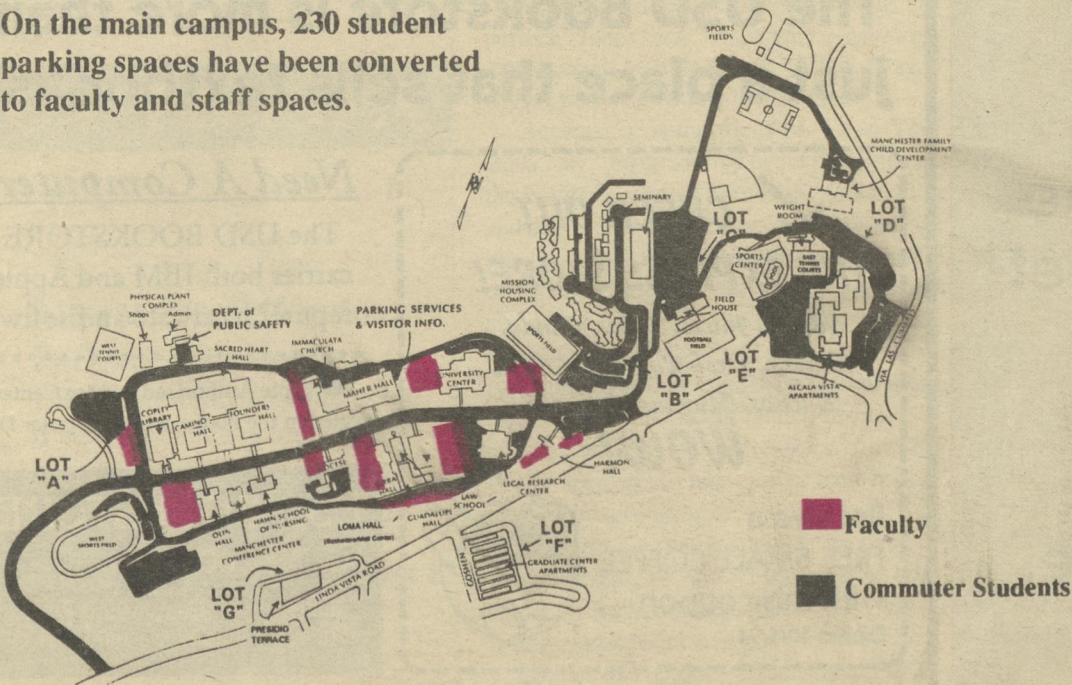 On the main campus, 230 student
parking spaces have been converted
to faculty and staff spaces.
SPORTS
FIELDS
MANCHESTER FAMILY
CHILD DEVELOPMENT
CENTER
SEMINARY
WEIGHT
ROOM
LOT
"D"
LOT
SPORTS
CENTER
POOL
EAST
TENNIS
COURTS
MISSION
HOUSING
COMPLEX
FIELD
HOUSE
PHYSICAL PLANT
COMPLEX
Shops
Admin
DEPT. of
PUBLIC SAFETY
PARKING SERVICES
& VISITOR INFO.
WEST
TENNIS
COURTS
SACRED HEART
HALL
IMMACULATA
CHURCH
SPORTS FIELD
FOOTBALL
FIELD
LOT
"E"
VIA LAS CUMBRES
MAHER HALL
UNIVERSITY
CENTER
LOT
"B"
ALCALA VISTA
APARTMENTS
COPLEY
LIBRARY
CAMINO
HALL
FOUNDERS
HALL
LOT
"A"
HARMON
HALL
LEGAL RESEARCH
CENTER
LAW
SCHOOL
GUADALUPE
HALL
LOMA HALL
HAHN SCHOOL
OF NURSING
OLIN
HALL
MANCHESTER
CONFERENCE CENTER
WEST
SPORTS FIELD
LOT
"F"
GRADUATE CENTER
APARTMENTS
GOSHEN
LINDA VISTA ROAD
LOT
"G"
PRESIDIO
TERRACE
Faculty
Commuter Students